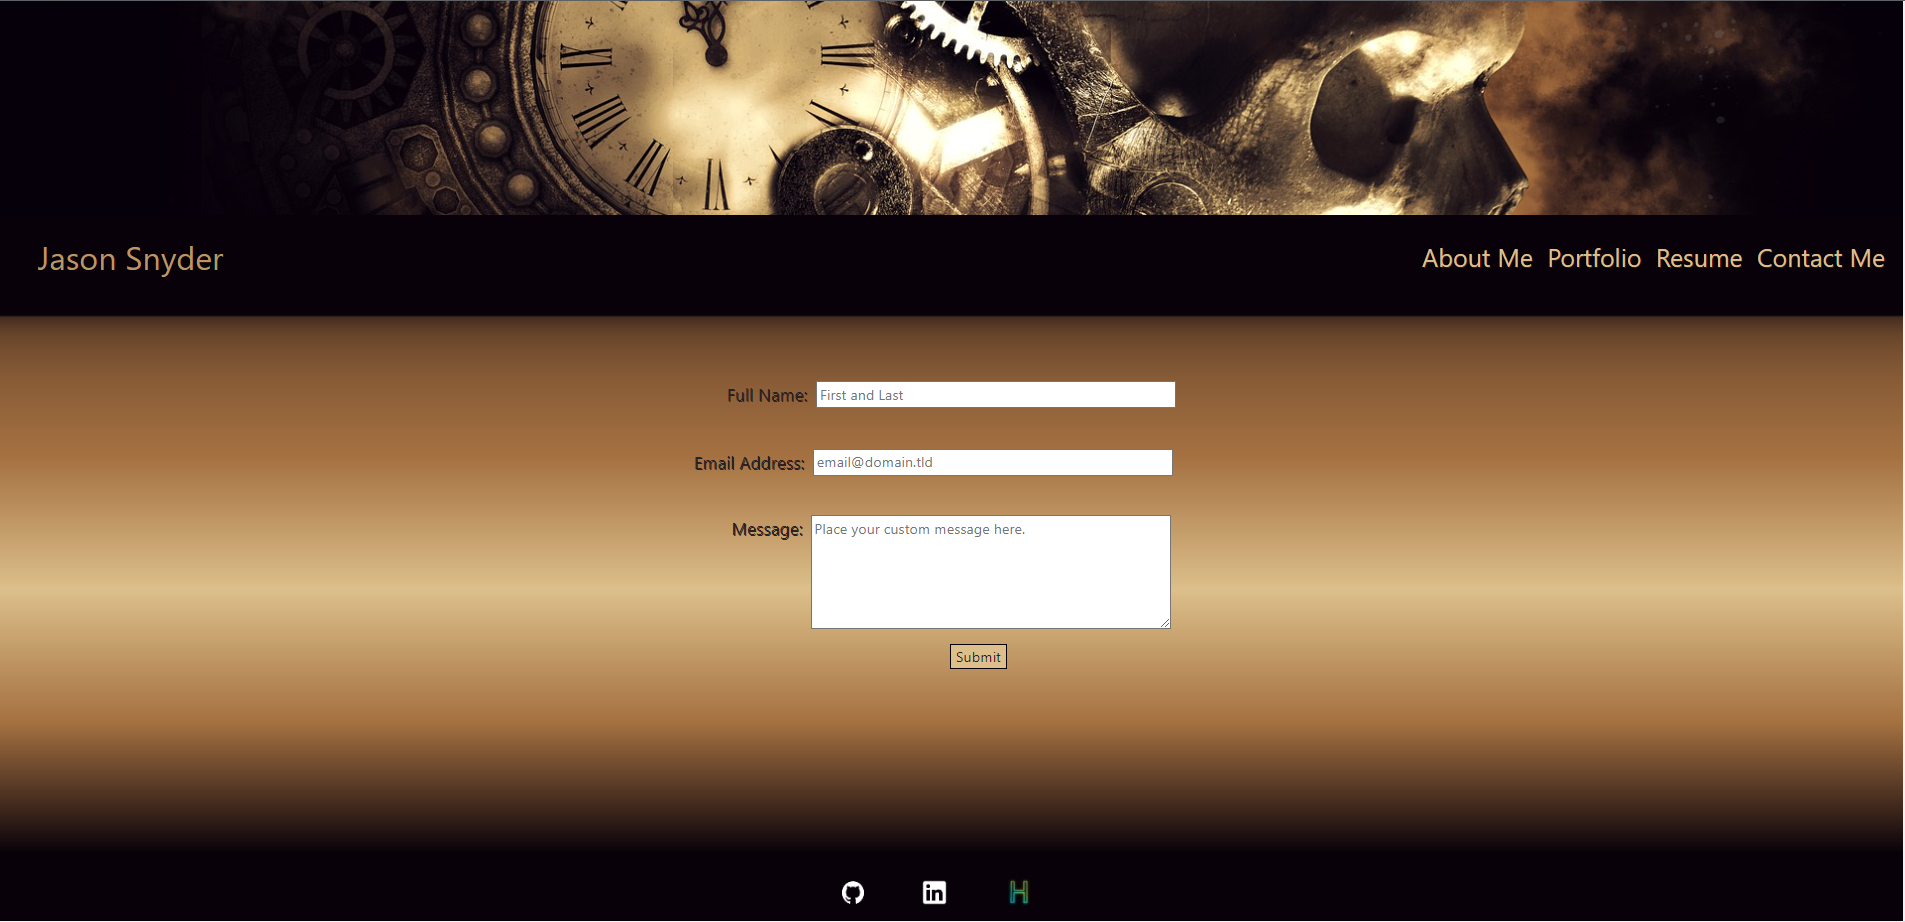 Jason Snyder
About Me Portfolio Resume Contact Me
Full Name: First and Last
Email Address: email@domain.tld
Message: Place your custom message here.
Submit
in
H